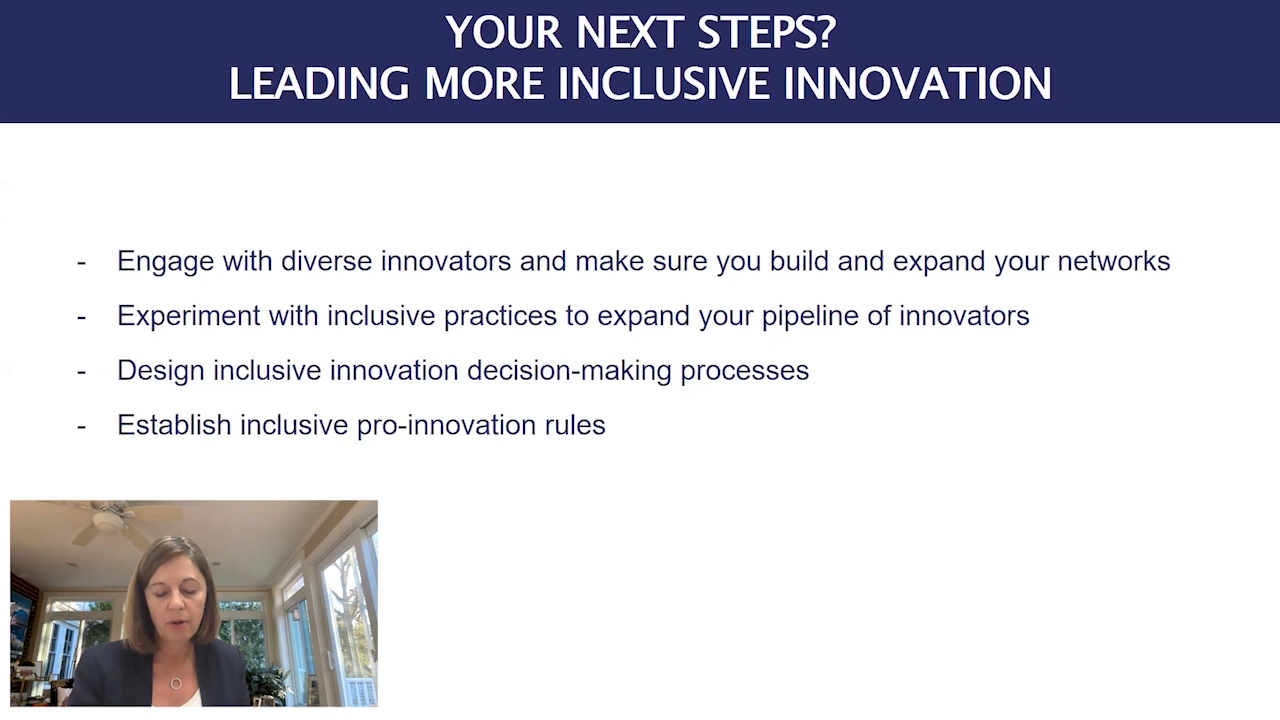 YOUR NEXT STEPS?
LEADING MORE INCLUSIVE INNOVATION
- Engage with diverse innovators and make sure you build and expand your networks
- Experiment with inclusive practices to expand your pipeline of innovators
- Design inclusive innovation decision-making processes
- Establish inclusive pro-innovation rules